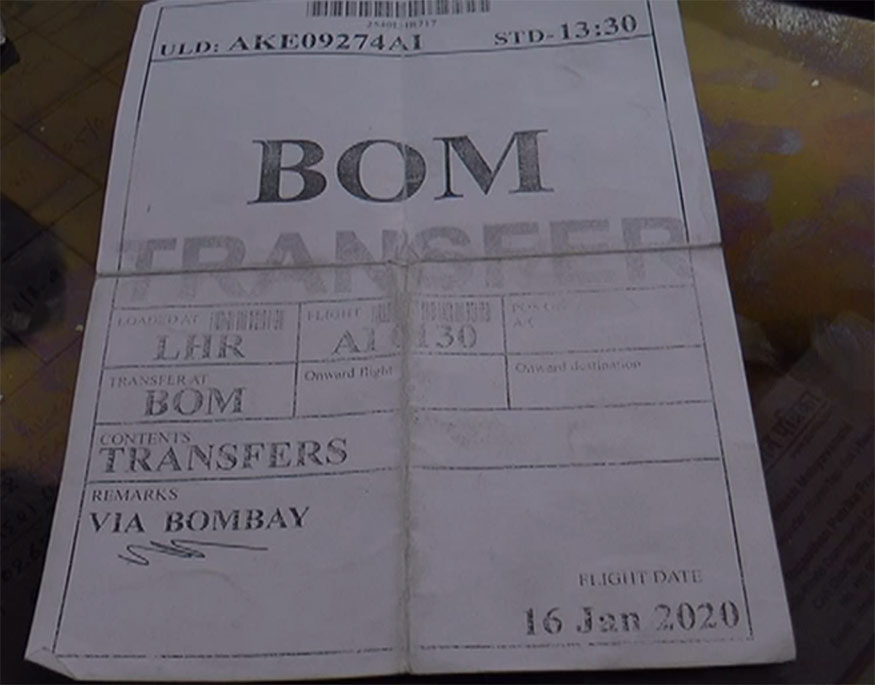 ULD: AKE09274AI STD-13:30
BOM
TRANSFER
LOADED AT FLIGHT
LHR AI 0130
TRANSFER AT Onward flight Onward destination
BOM
CONTENTS
TRANSFERS
REMARKS
VIA BOMBAY
FLIGHT DATE
16 Jan 2020